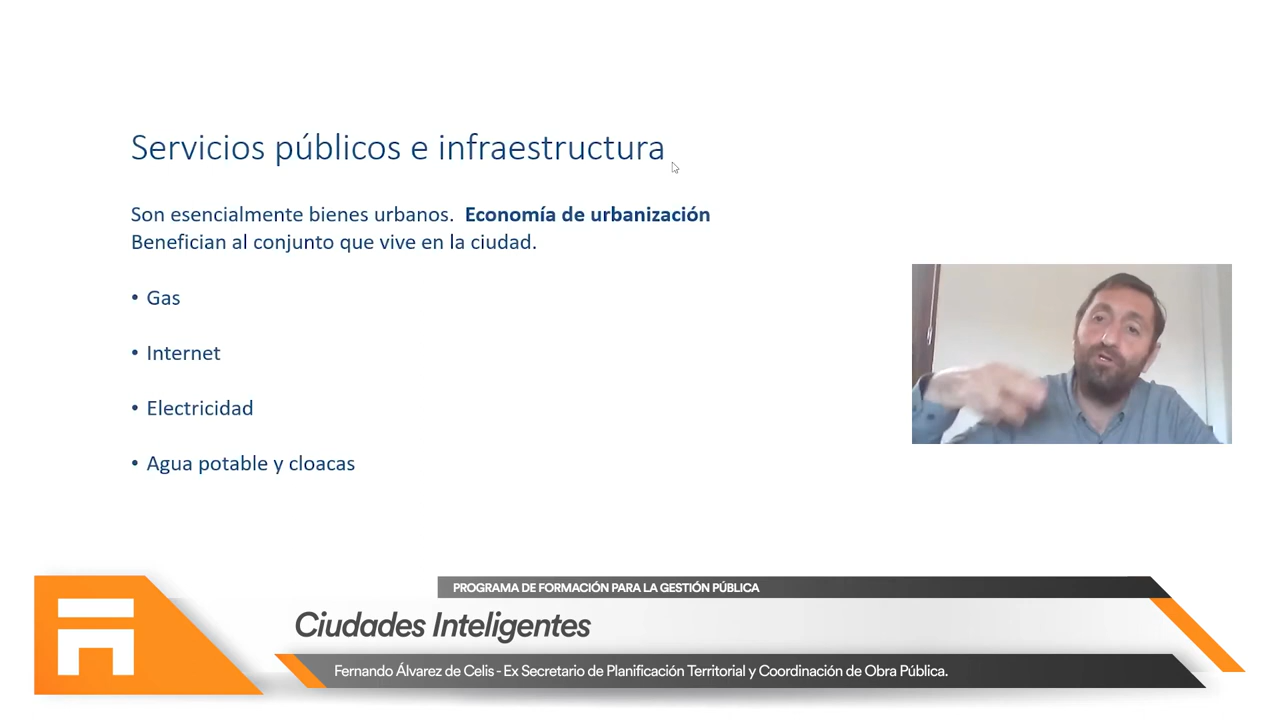 Servicios públicos e infraestructura
Son esencialmente bienes urbanos. Economía de urbanización
Benefician al conjunto que vive en la ciudad.
• Gas
• Internet
• Electricidad
• Agua potable y cloacas
PROGRAMA DE FORMACIÓN PARA LA GESTIÓN PÚBLICA
Ciudades Inteligentes
Fernando Álvarez de Celis - Ex Secretario de Planificación Territorial y Coordinación de Obra Pública.